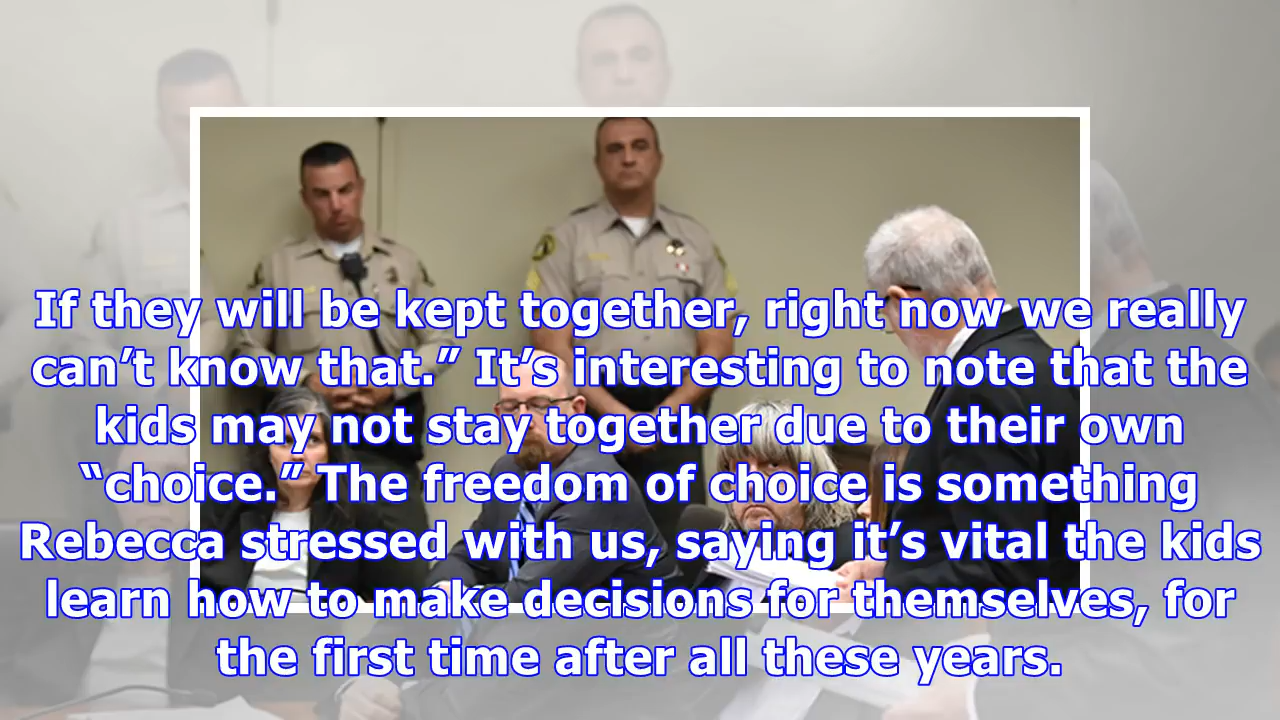 If they will be kept together, right now we really
can’t know that.” It’s interesting to note that the
kids may not stay together due to their own
“choice.” The freedom of choice is something
Rebecca stressed with us, saying it’s vital the kids
learn how to make decisions for themselves, for
the first time after all these years.